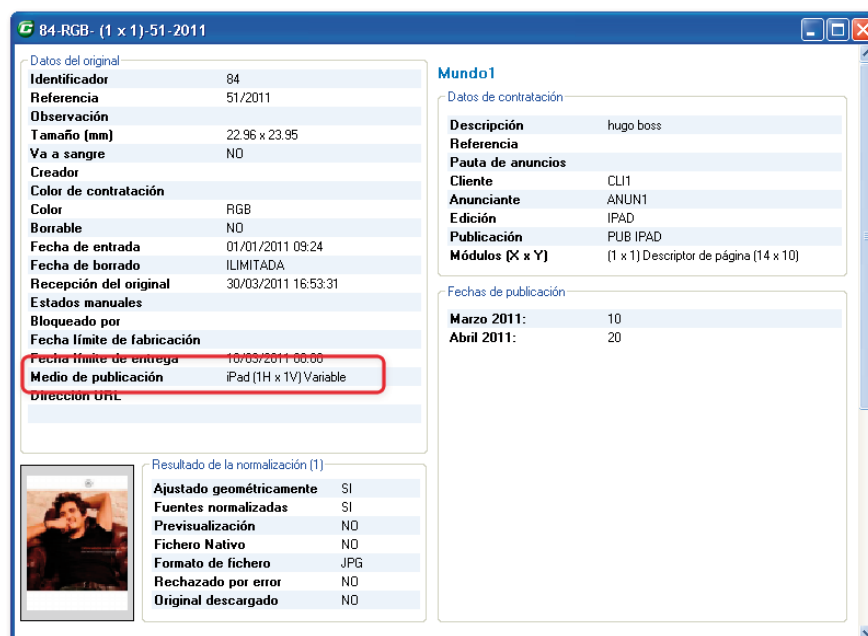 84-RGB- (1 x 1)-51-2011
Datos del original
Identificador 84
Referencia 51/2011
Observación
Tamaño (mm) 22.96 x 23.95
Va a sangre NO
Creador
Color de contratación
Color RGB
Borrable NO
Fecha de entrada 01/01/2011 09:24
Fecha de borrado ILIMITADA
Recepción del original 30/03/2011 16:53:31
Estados manuales
Bloqueado por
Fecha límite de fabricación
Fecha límite de entrega 10/03/2011 00:00
Medio de publicación iPad (1H x 1V) Variable
Dirección URL
Mundo1
Datos de contratación
Descripción hugo boss
Referencia
Pauta de anuncios
Cliente CLI1
Anunciante ANUN1
Edición IPAD
Publicación PUB IPAD
Módulos (X x Y) (1 x 1) Descriptor de página (14 x 10)
Fechas de publicación
Marzo 2011: 10
Abril 2011: 20
Resultado de la normalización (1)
Ajustado geométricamente SI
Fuentes normalizadas SI
Previsualización NO
Fichero Nativo NO
Formato de fichero JPG
Rechazado por error NO
Original descargado NO